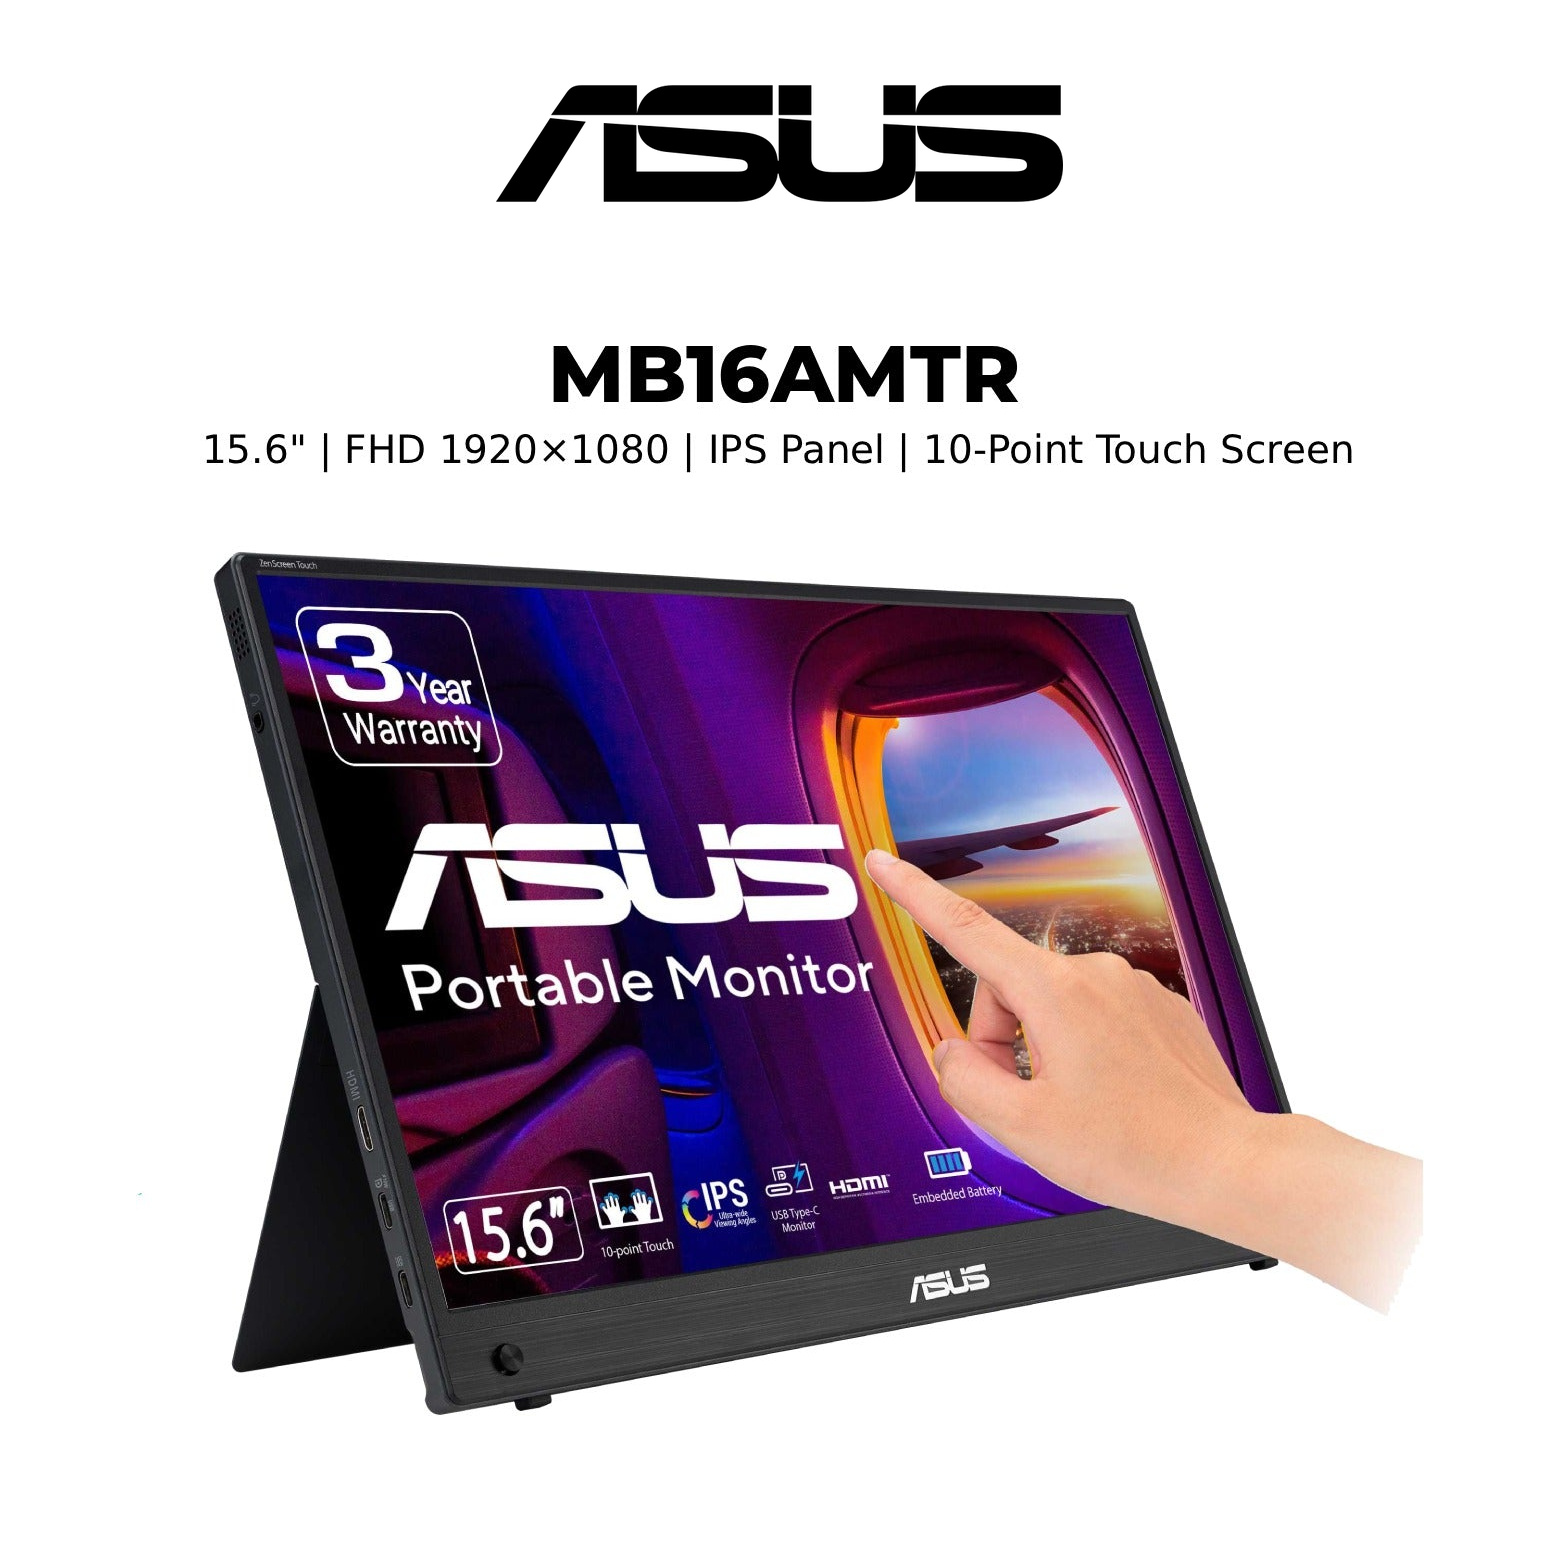 ASUS
MB16AMTR
15.6" | FHD 1920×1080 | IPS Panel | 10-Point Touch Screen
ZenScreen Touch
3 Year
Warranty
ASUS
Portable Monitor
HDMI
15.6"
10-point Touch
IPS
Ultra-wide
Viewing Angles
USB Type-C
Monitor
HDMI
Embedded Battery
ASUS